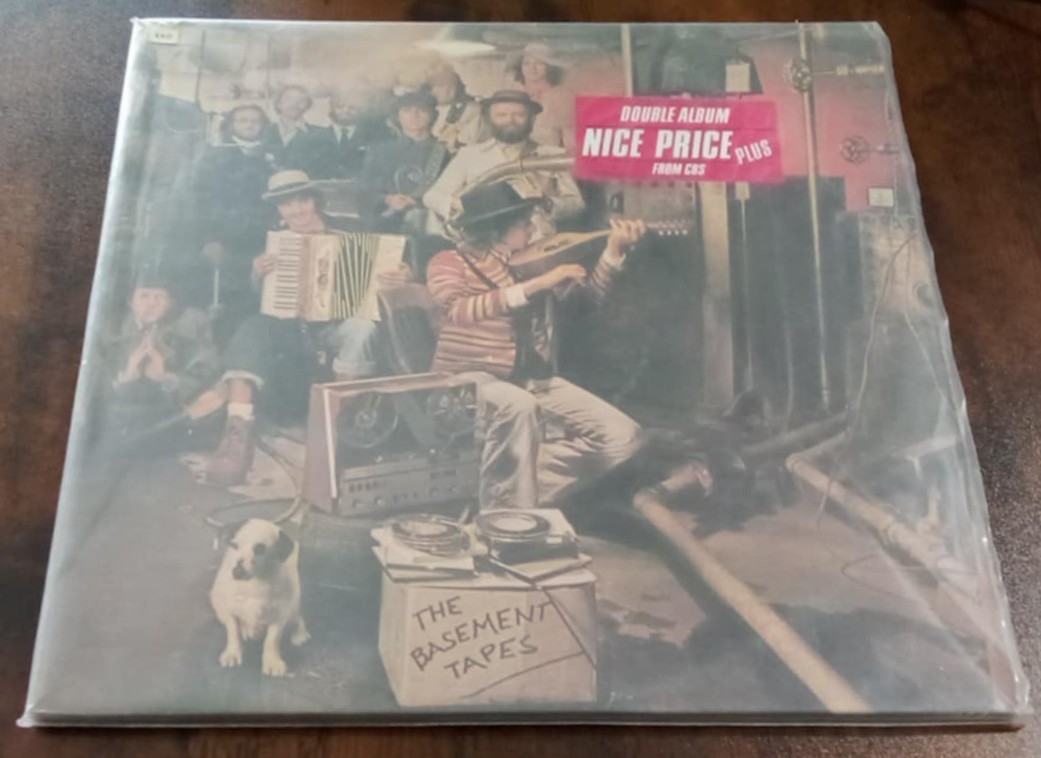 DOUBLE ALBUM
NICE PRICE PLUS
FROM CBS
THE
BASEMENT
TAPES